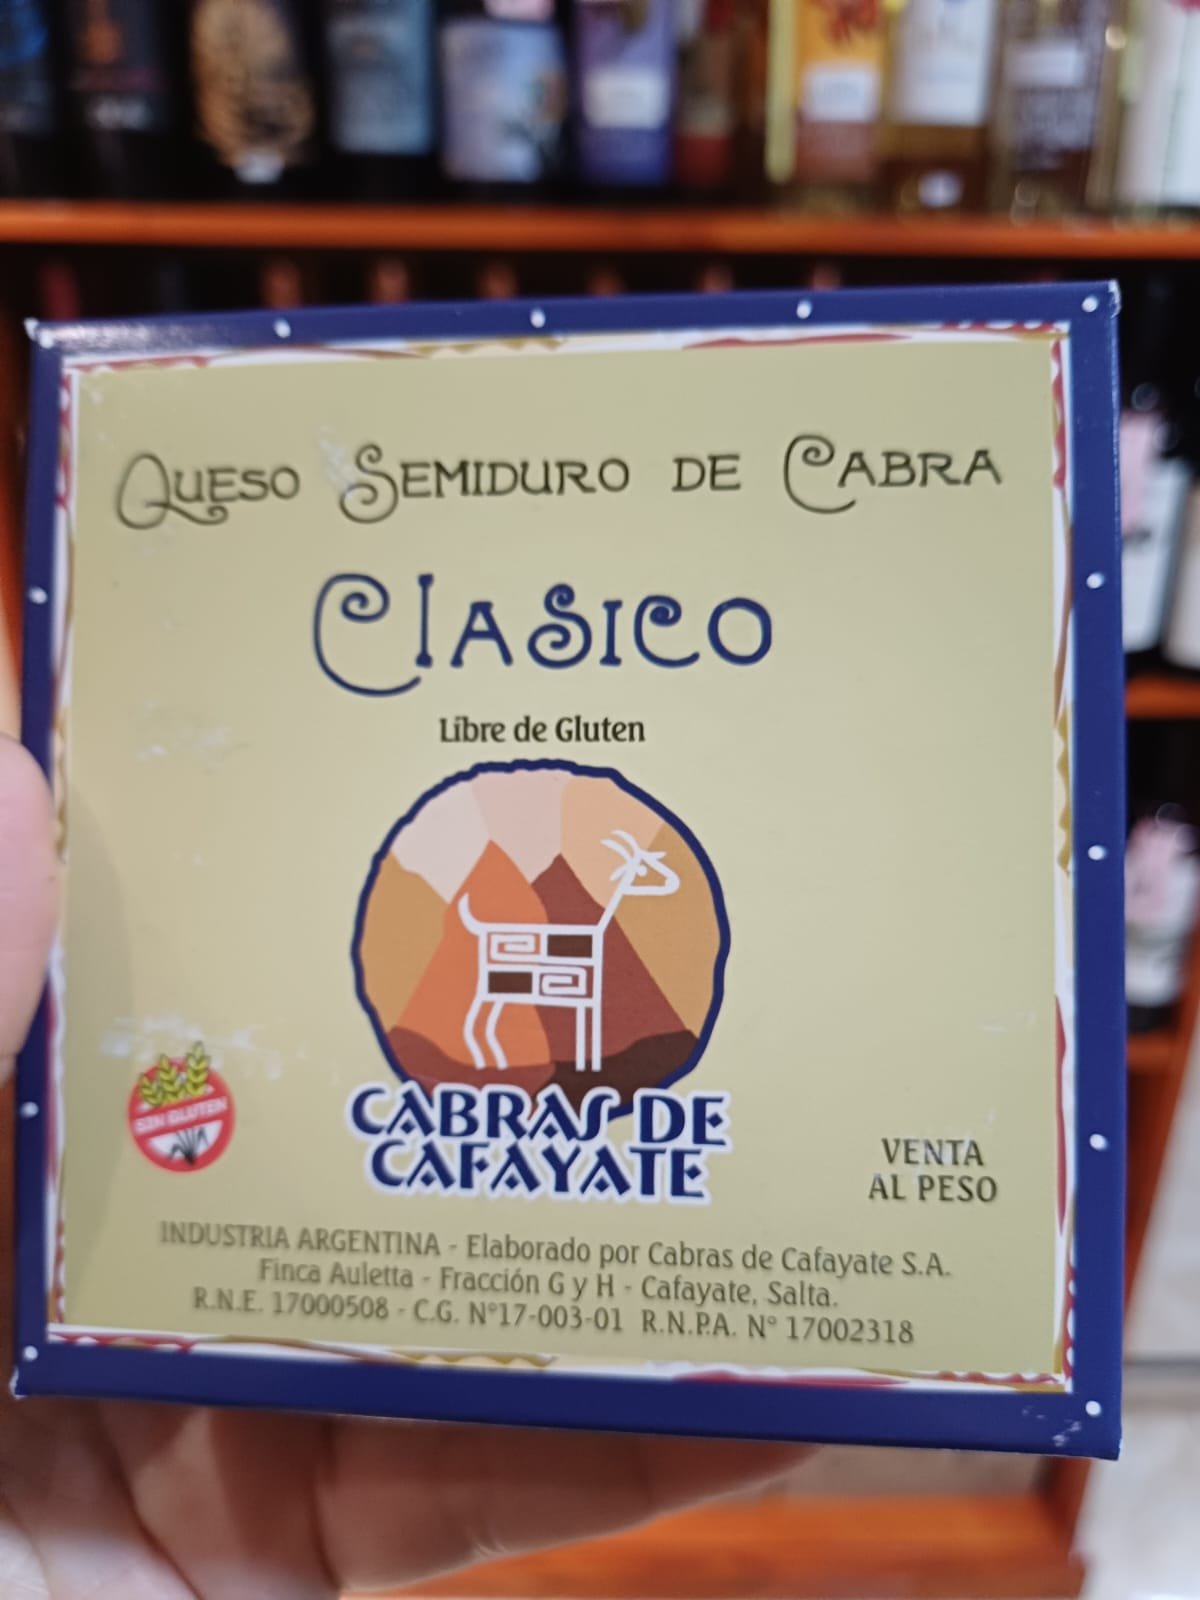 Queso Semiduro de Cabra
Clasico
Libre de Gluten
SIN GLUTEN
CABRAS DE
CAFAYATE
VENTA
AL PESO
INDUSTRIA ARGENTINA - Elaborado por Cabras de Cafayate S.A.
Finca Auletta - Fracción G y H - Cafayate, Salta.
R.N.E. 17000508 - C.G. N°17-003-01 R.N.P.A. N° 17002318